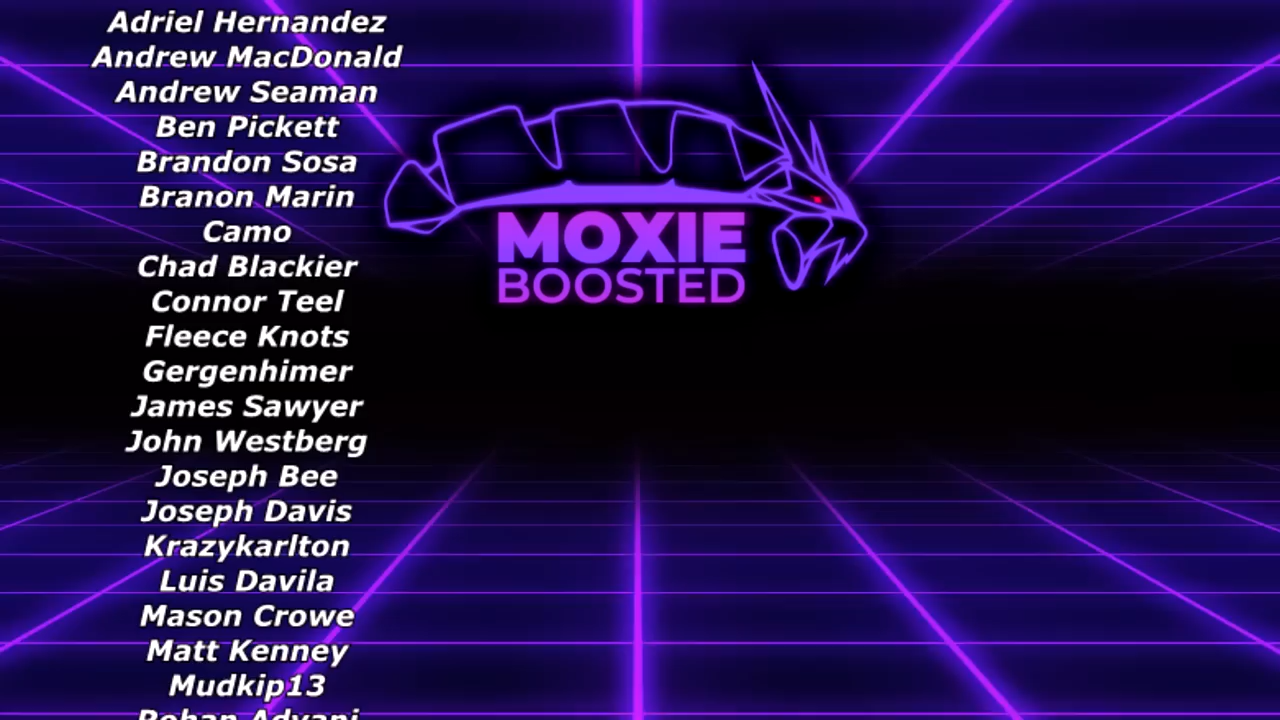 Adriel Hernandez
Andrew MacDonald
Andrew Seaman
Ben Pickett
Brandon Sosa
Branon Marin
Camo
Chad Blackier
Connor Teel
Fleece Knots
Gergenhimer
James Sawyer
John Westberg
Joseph Bee
Joseph Davis
Krazykarlton
Luis Davila
Mason Crowe
Matt Kenney
Mudkip13
Rohan Advani
MOXIE
BOOSTED